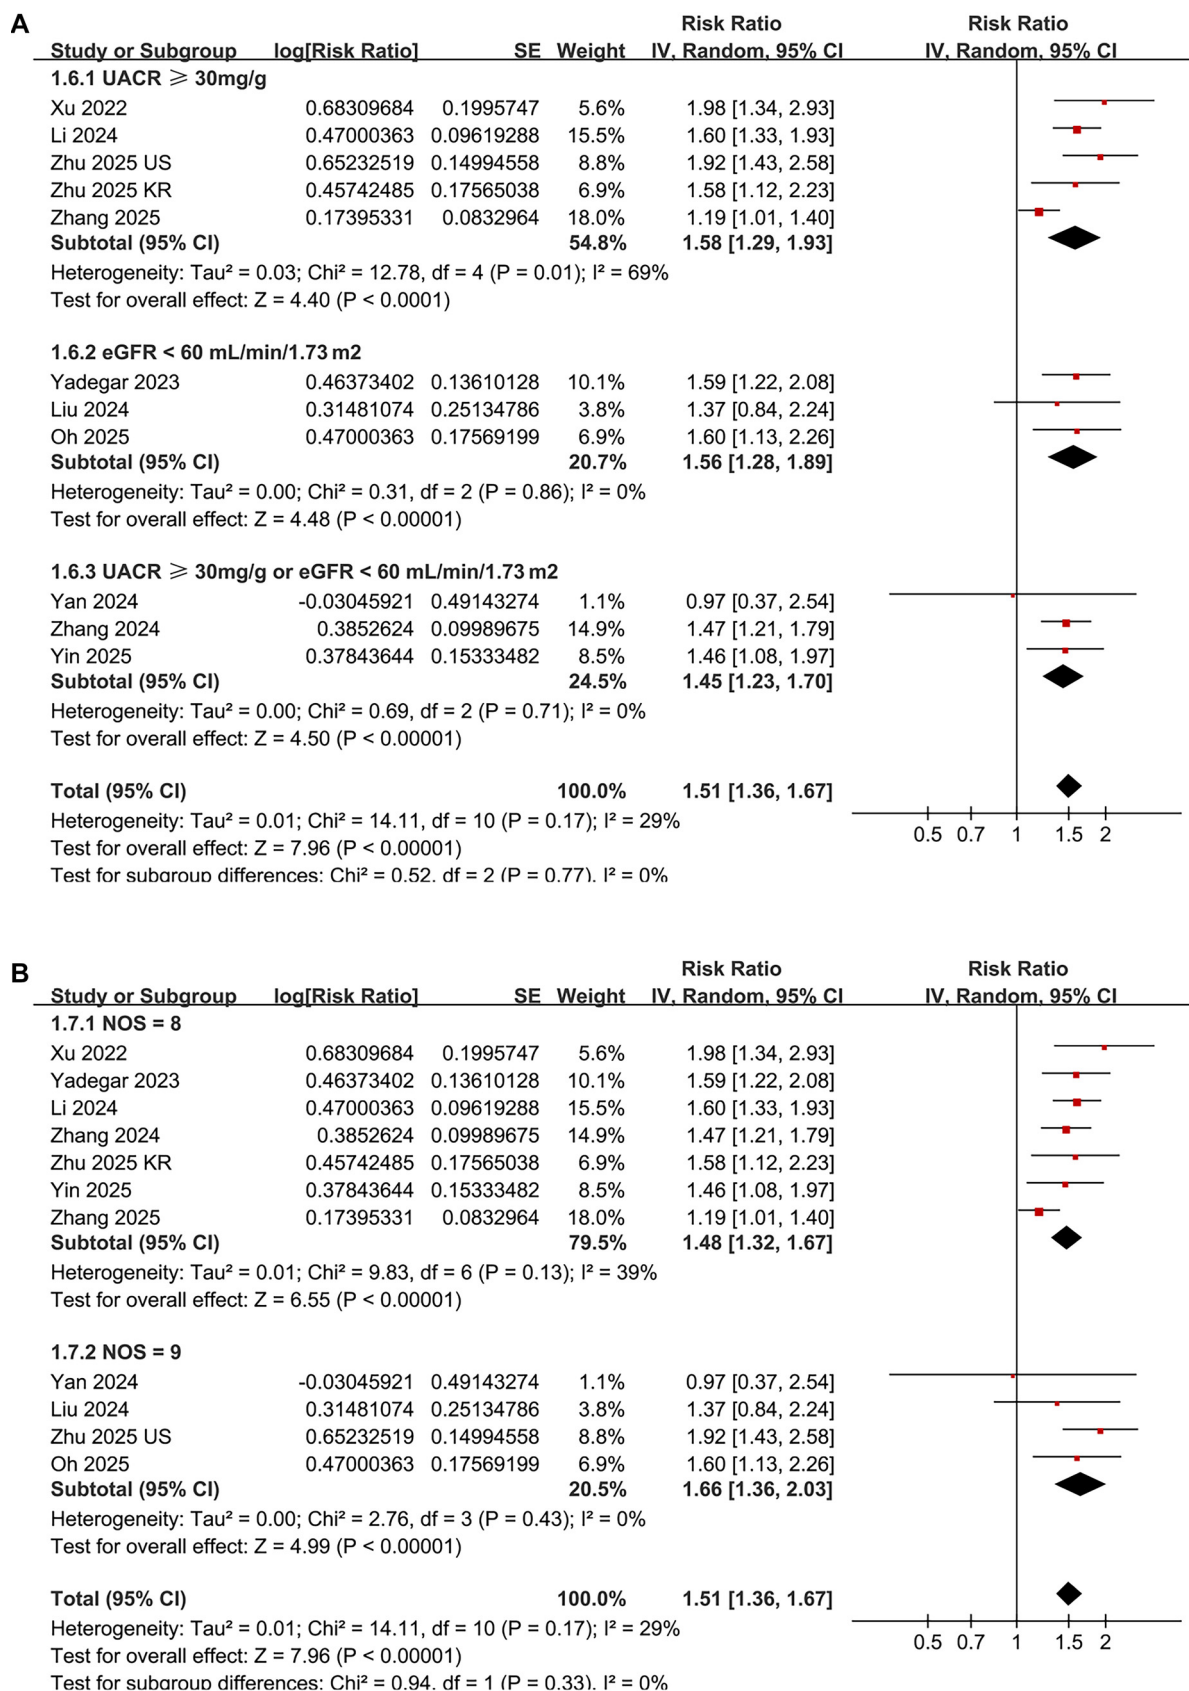 A
Risk Ratio Risk Ratio
Study or Subgroup log[Risk Ratio] SE Weight IV, Random, 95% CI IV, Random, 95% CI
1.6.1 UACR ⩾ 30mg/g
Xu 2022 0.68309684 0.1995747 5.6% 1.98 [1.34, 2.93]
Li 2024 0.47000363 0.09619288 15.5% 1.60 [1.33, 1.93]
Zhu 2025 US 0.65232519 0.14994558 8.8% 1.92 [1.43, 2.58]
Zhu 2025 KR 0.45742485 0.17565038 6.9% 1.58 [1.12, 2.23]
Zhang 2025 0.17395331 0.0832964 18.0% 1.19 [1.01, 1.40]
Subtotal (95% CI) 54.8% 1.58 [1.29, 1.93]
Heterogeneity: Tau² = 0.03; Chi² = 12.78, df = 4 (P = 0.01); I² = 69%
Test for overall effect: Z = 4.40 (P < 0.0001)
1.6.2 eGFR < 60 mL/min/1.73 m2
Yadegar 2023 0.46373402 0.13610128 10.1% 1.59 [1.22, 2.08]
Liu 2024 0.31481074 0.25134786 3.8% 1.37 [0.84, 2.24]
Oh 2025 0.47000363 0.17569199 6.9% 1.60 [1.13, 2.26]
Subtotal (95% CI) 20.7% 1.56 [1.28, 1.89]
Heterogeneity: Tau² = 0.00; Chi² = 0.31, df = 2 (P = 0.86); I² = 0%
Test for overall effect: Z = 4.48 (P < 0.00001)
1.6.3 UACR ⩾ 30mg/g or eGFR < 60 mL/min/1.73 m2
Yan 2024 -0.03045921 0.49143274 1.1% 0.97 [0.37, 2.54]
Zhang 2024 0.3852624 0.09989675 14.9% 1.47 [1.21, 1.79]
Yin 2025 0.37843644 0.15333482 8.5% 1.46 [1.08, 1.97]
Subtotal (95% CI) 24.5% 1.45 [1.23, 1.70]
Heterogeneity: Tau² = 0.00; Chi² = 0.69, df = 2 (P = 0.71); I² = 0%
Test for overall effect: Z = 4.50 (P < 0.00001)
Total (95% CI) 100.0% 1.51 [1.36, 1.67]
Heterogeneity: Tau² = 0.01; Chi² = 14.11, df = 10 (P = 0.17); I² = 29%
0.5 0.7 1 1.5 2
Test for overall effect: Z = 7.96 (P < 0.00001)
Test for subgroup differences: Chi² = 0.52, df = 2 (P = 0.77), I² = 0%
B
Risk Ratio Risk Ratio
Study or Subgroup log[Risk Ratio] SE Weight IV, Random, 95% CI IV, Random, 95% CI
1.7.1 NOS = 8
Xu 2022 0.68309684 0.1995747 5.6% 1.98 [1.34, 2.93]
Yadegar 2023 0.46373402 0.13610128 10.1% 1.59 [1.22, 2.08]
Li 2024 0.47000363 0.09619288 15.5% 1.60 [1.33, 1.93]
Zhang 2024 0.3852624 0.09989675 14.9% 1.47 [1.21, 1.79]
Zhu 2025 KR 0.45742485 0.17565038 6.9% 1.58 [1.12, 2.23]
Yin 2025 0.37843644 0.15333482 8.5% 1.46 [1.08, 1.97]
Zhang 2025 0.17395331 0.0832964 18.0% 1.19 [1.01, 1.40]
Subtotal (95% CI) 79.5% 1.48 [1.32, 1.67]
Heterogeneity: Tau² = 0.01; Chi² = 9.83, df = 6 (P = 0.13); I² = 39%
Test for overall effect: Z = 6.55 (P < 0.00001)
1.7.2 NOS = 9
Yan 2024 -0.03045921 0.49143274 1.1% 0.97 [0.37, 2.54]
Liu 2024 0.31481074 0.25134786 3.8% 1.37 [0.84, 2.24]
Zhu 2025 US 0.65232519 0.14994558 8.8% 1.92 [1.43, 2.58]
Oh 2025 0.47000363 0.17569199 6.9% 1.60 [1.13, 2.26]
Subtotal (95% CI) 20.5% 1.66 [1.36, 2.03]
Heterogeneity: Tau² = 0.00; Chi² = 2.76, df = 3 (P = 0.43); I² = 0%
Test for overall effect: Z = 4.99 (P < 0.00001)
Total (95% CI) 100.0% 1.51 [1.36, 1.67]
Heterogeneity: Tau² = 0.01; Chi² = 14.11, df = 10 (P = 0.17); I² = 29%
0.5 0.7 1 1.5 2
Test for overall effect: Z = 7.96 (P < 0.00001)
Test for subgroup differences: Chi² = 0.94, df = 1 (P = 0.33), I² = 0%